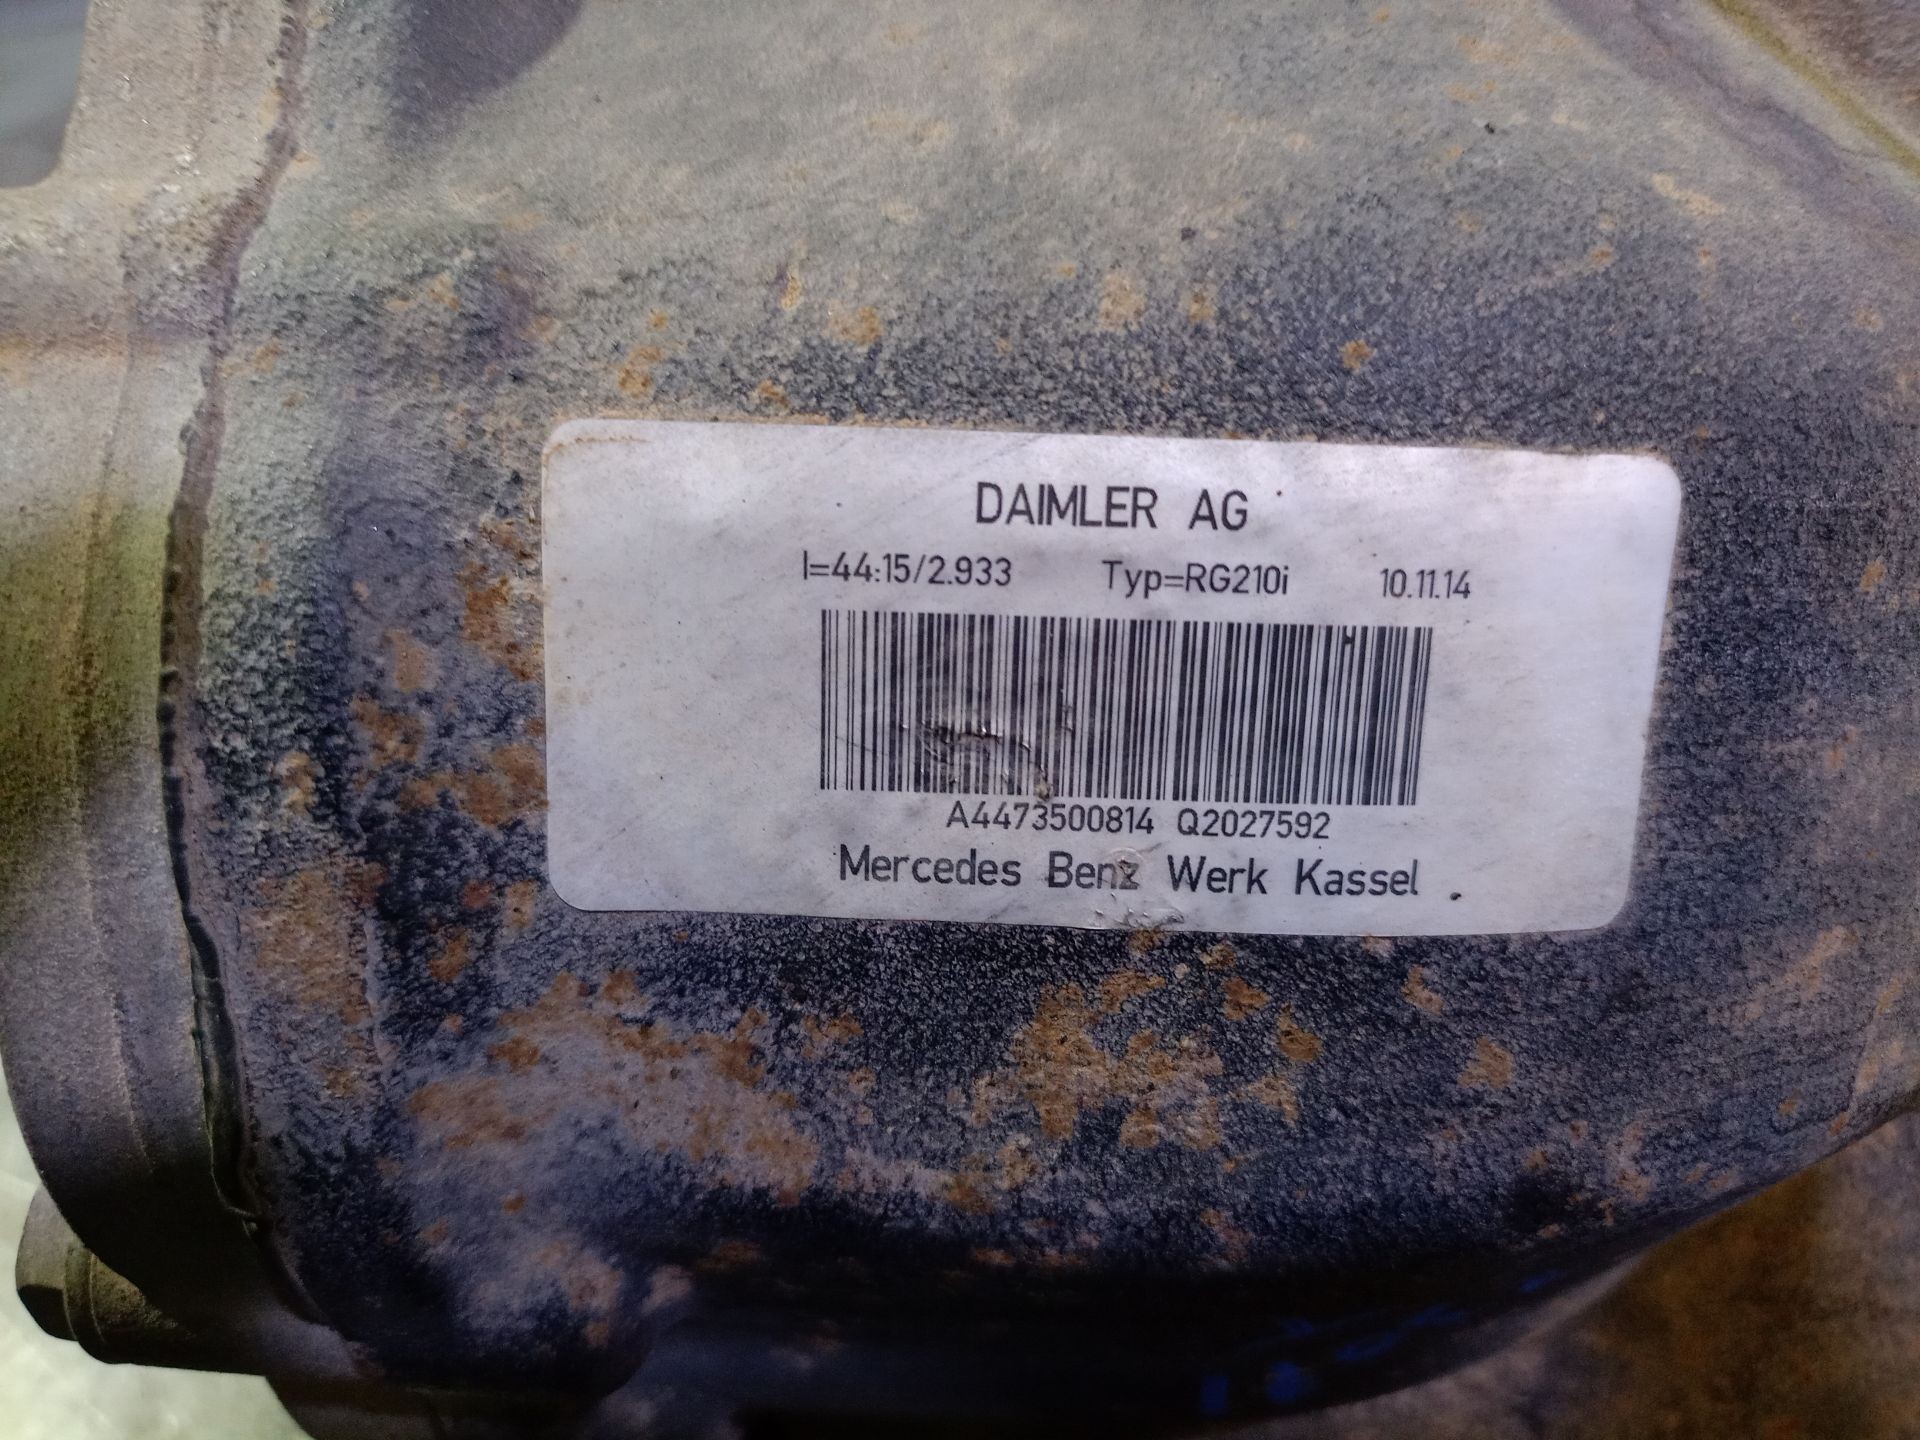 DAIMLER AG
I=44:15/2.933 Typ=RG210i 10.11.14
A4473500814 Q2027592
Mercedes Benz Werk Kassel